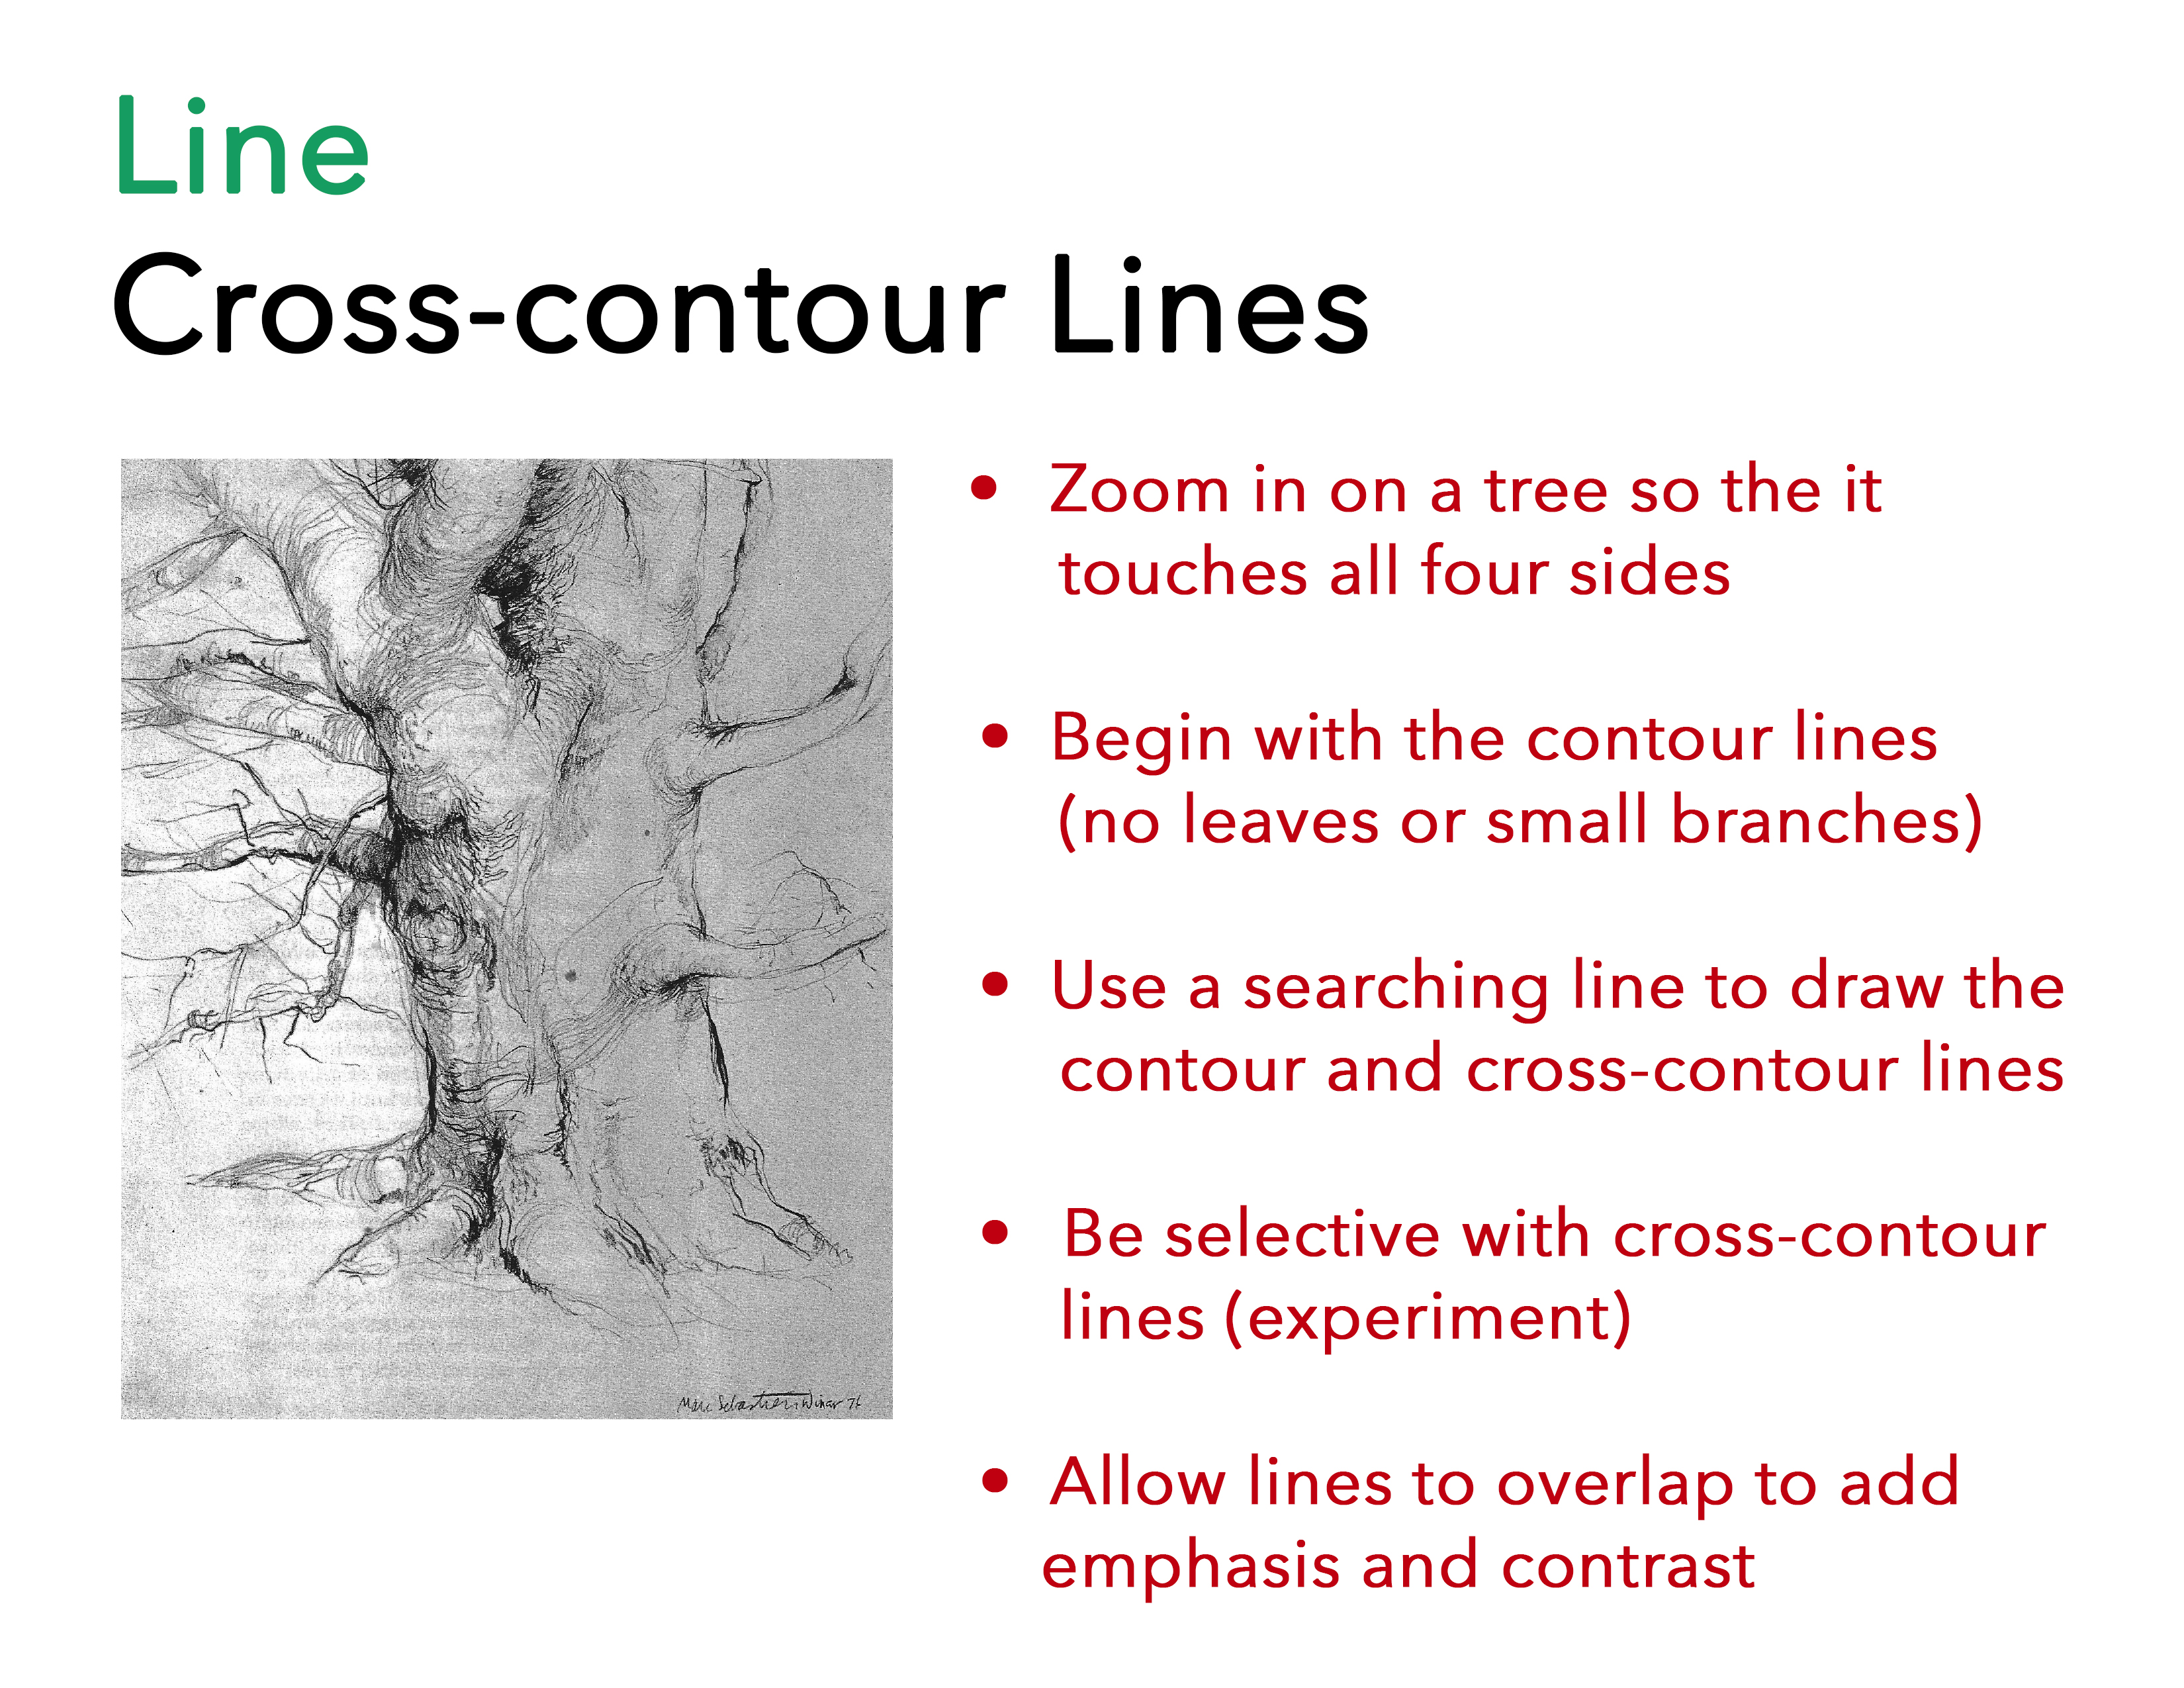 Line
Cross-contour Lines
• Zoom in on a tree so the it
touches all four sides
• Begin with the contour lines
(no leaves or small branches)
• Use a searching line to draw the
contour and cross-contour lines
• Be selective with cross-contour
lines (experiment)
• Allow lines to overlap to add
emphasis and contrast